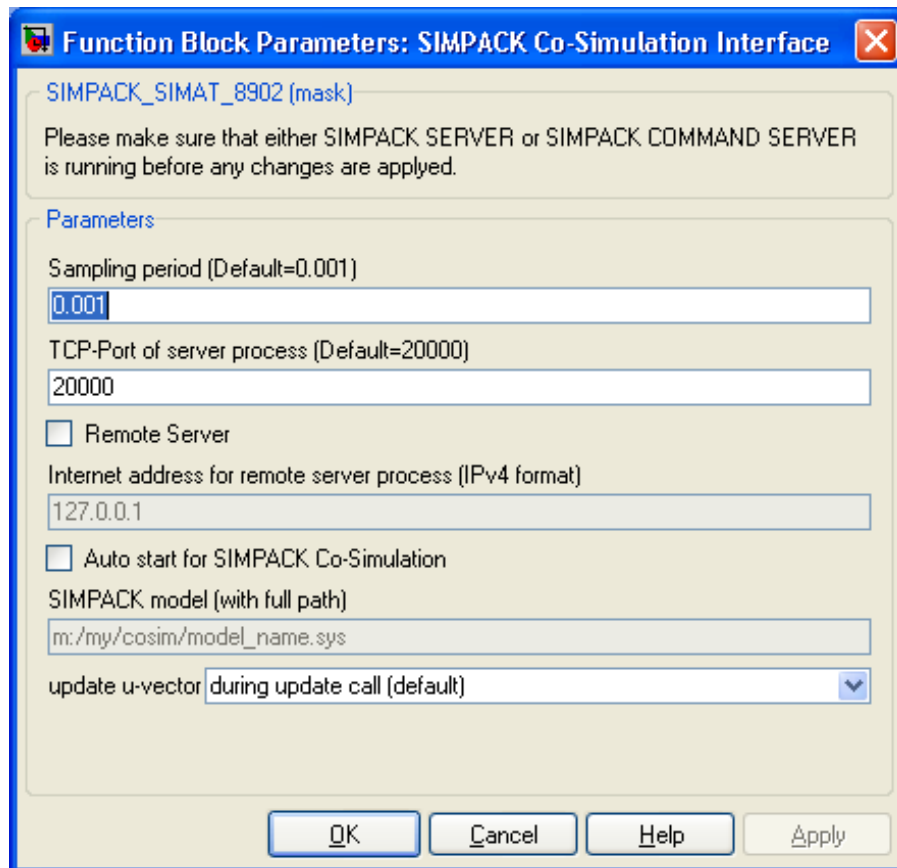 Function Block Parameters: SIMPACK Co-Simulation Interface
SIMPACK_SIMAT_8902 (mask)
Please make sure that either SIMPACK SERVER or SIMPACK COMMAND SERVER
is running before any changes are applyed.
Parameters
Sampling period (Default=0.001)
0.001
TCP-Port of server process (Default=20000)
20000
Remote Server
Internet address for remote server process (IPv4 format)
127.0.0.1
Auto start for SIMPACK Co-Simulation
SIMPACK model (with full path)
m:/my/cosim/model_name.sys
update u-vector during update call (default)
OK Cancel Help Apply